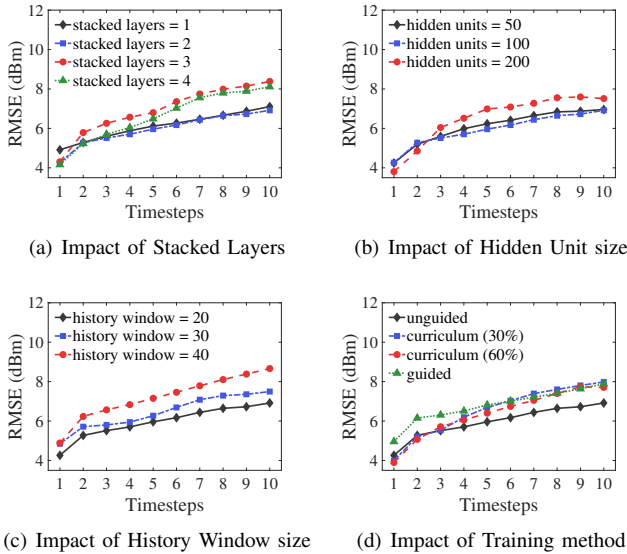 12
10
8
6
4
RMSE (dBm)
stacked layers = 1
stacked layers = 2
stacked layers = 3
stacked layers = 4
1 2 3 4 5 6 7 8 9 10
Timesteps
(a) Impact of Stacked Layers
12
10
8
6
4
RMSE (dBm)
hidden units = 50
hidden units = 100
hidden units = 200
1 2 3 4 5 6 7 8 9 10
Timesteps
(b) Impact of Hidden Unit size
12
10
8
6
4
RMSE (dBm)
history window = 20
history window = 30
history window = 40
1 2 3 4 5 6 7 8 9 10
Timesteps
(c) Impact of History Window size
12
10
8
6
4
RMSE (dBm)
unguided
curriculum (30%)
curriculum (60%)
guided
1 2 3 4 5 6 7 8 9 10
Timesteps
(d) Impact of Training method